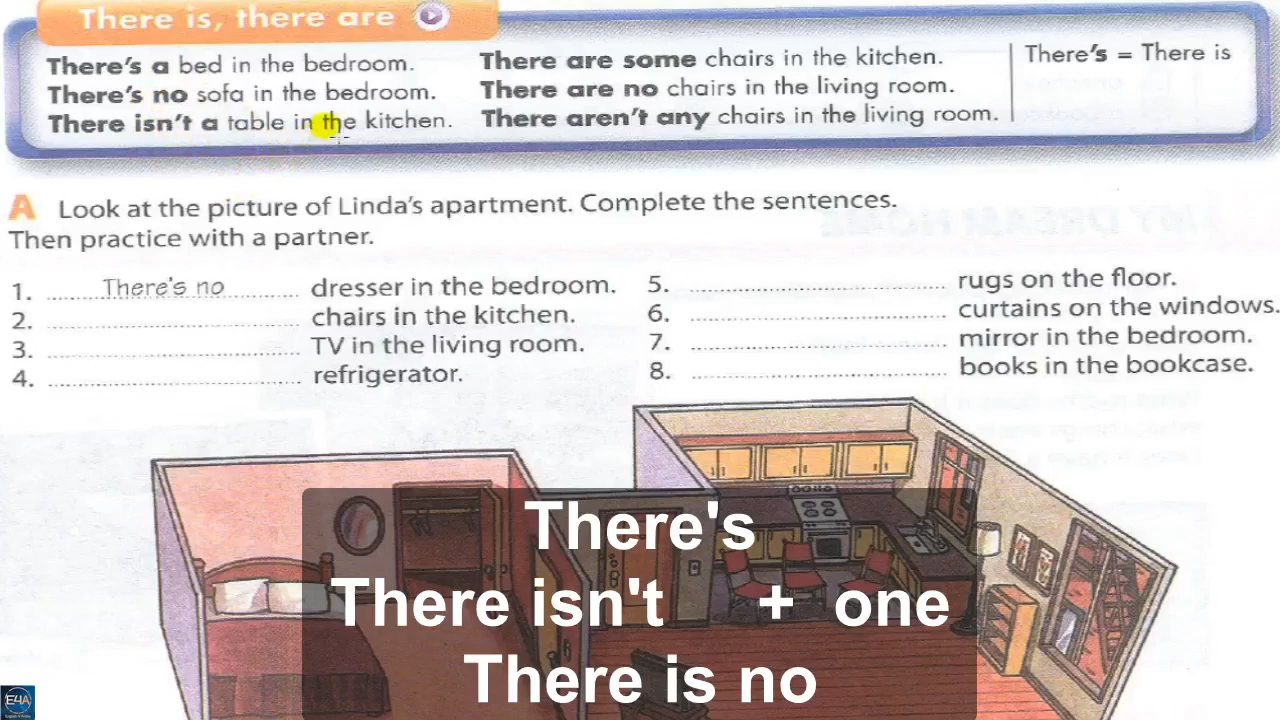 There is, there are
There's a bed in the bedroom.
There's no sofa in the bedroom.
There isn't a table in the kitchen.
There are some chairs in the kitchen.
There are no chairs in the living room.
There aren't any chairs in the living room.
There's = There is
A Look at the picture of Linda's apartment. Complete the sentences.
Then practice with a partner.
1. There's no dresser in the bedroom.
2. chairs in the kitchen.
3. TV in the living room.
4. refrigerator.
5. rugs on the floor.
6. curtains on the windows.
7. mirror in the bedroom.
8. books in the bookcase.
There's
There isn't + one
There is no
E4A